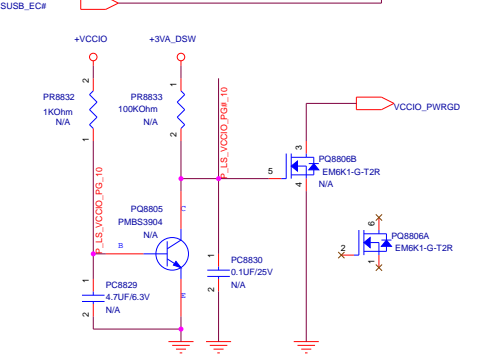 SUSB_EC#
+VCCIO
+3VA_DSW
2
PR8832
1KOhm
N/A
1
1
PR8833
100KOhm
N/A
2
P_LS_VCCIO_PG#_10
VCCIO_PWRGD
3
PQ8806B
5
EM6K1-G-T2R
4
N/A
P_LS_VCCIO_PG_10
PQ8805
C
PMBS3904
N/A
B
E
6
PQ8806A
2
EM6K1-G-T2R
1
1
PC8830
0.1UF/25V
2
N/A
1
PC8829
4.7UF/6.3V
2
N/A